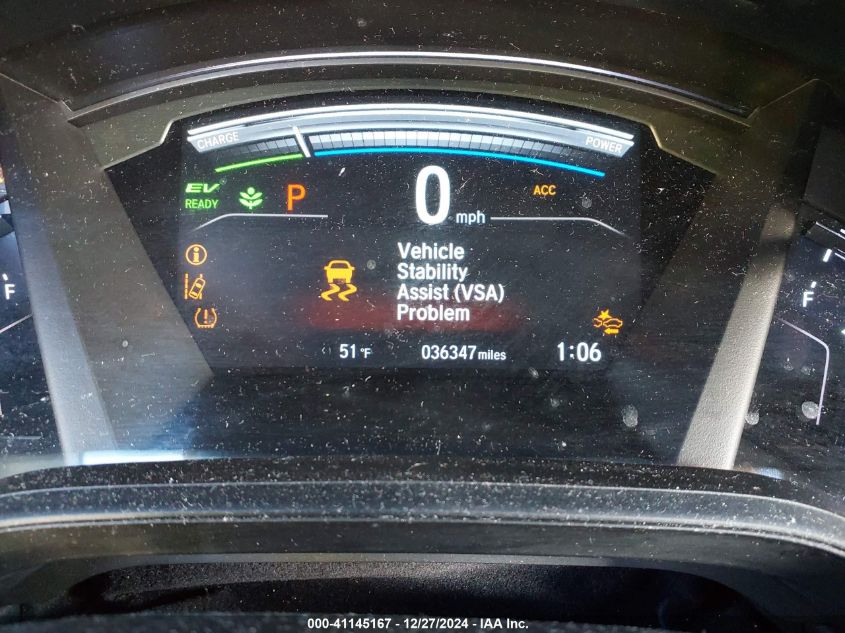 CHARGE
POWER
EV
READY
P
0 mph
ACC
Vehicle
Stability
Assist (VSA)
Problem
F
F
51°F
036347 miles
1:06
000-41145167 - 12/27/2024 - IAA Inc.